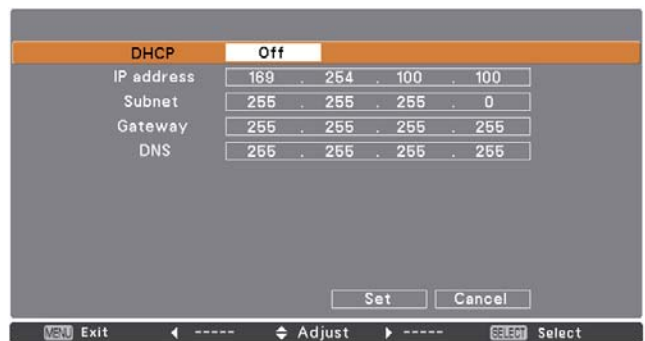 DHCP Off
IP address 169 . 254 . 100 . 100
Subnet 255 . 255 . 255 . 0
Gateway 255 . 255 . 255 . 255
DNS 255 . 255 . 255 . 255
Set Cancel
MENU Exit ◀ ----- ◆ Adjust ▶ ----- SELECT Select